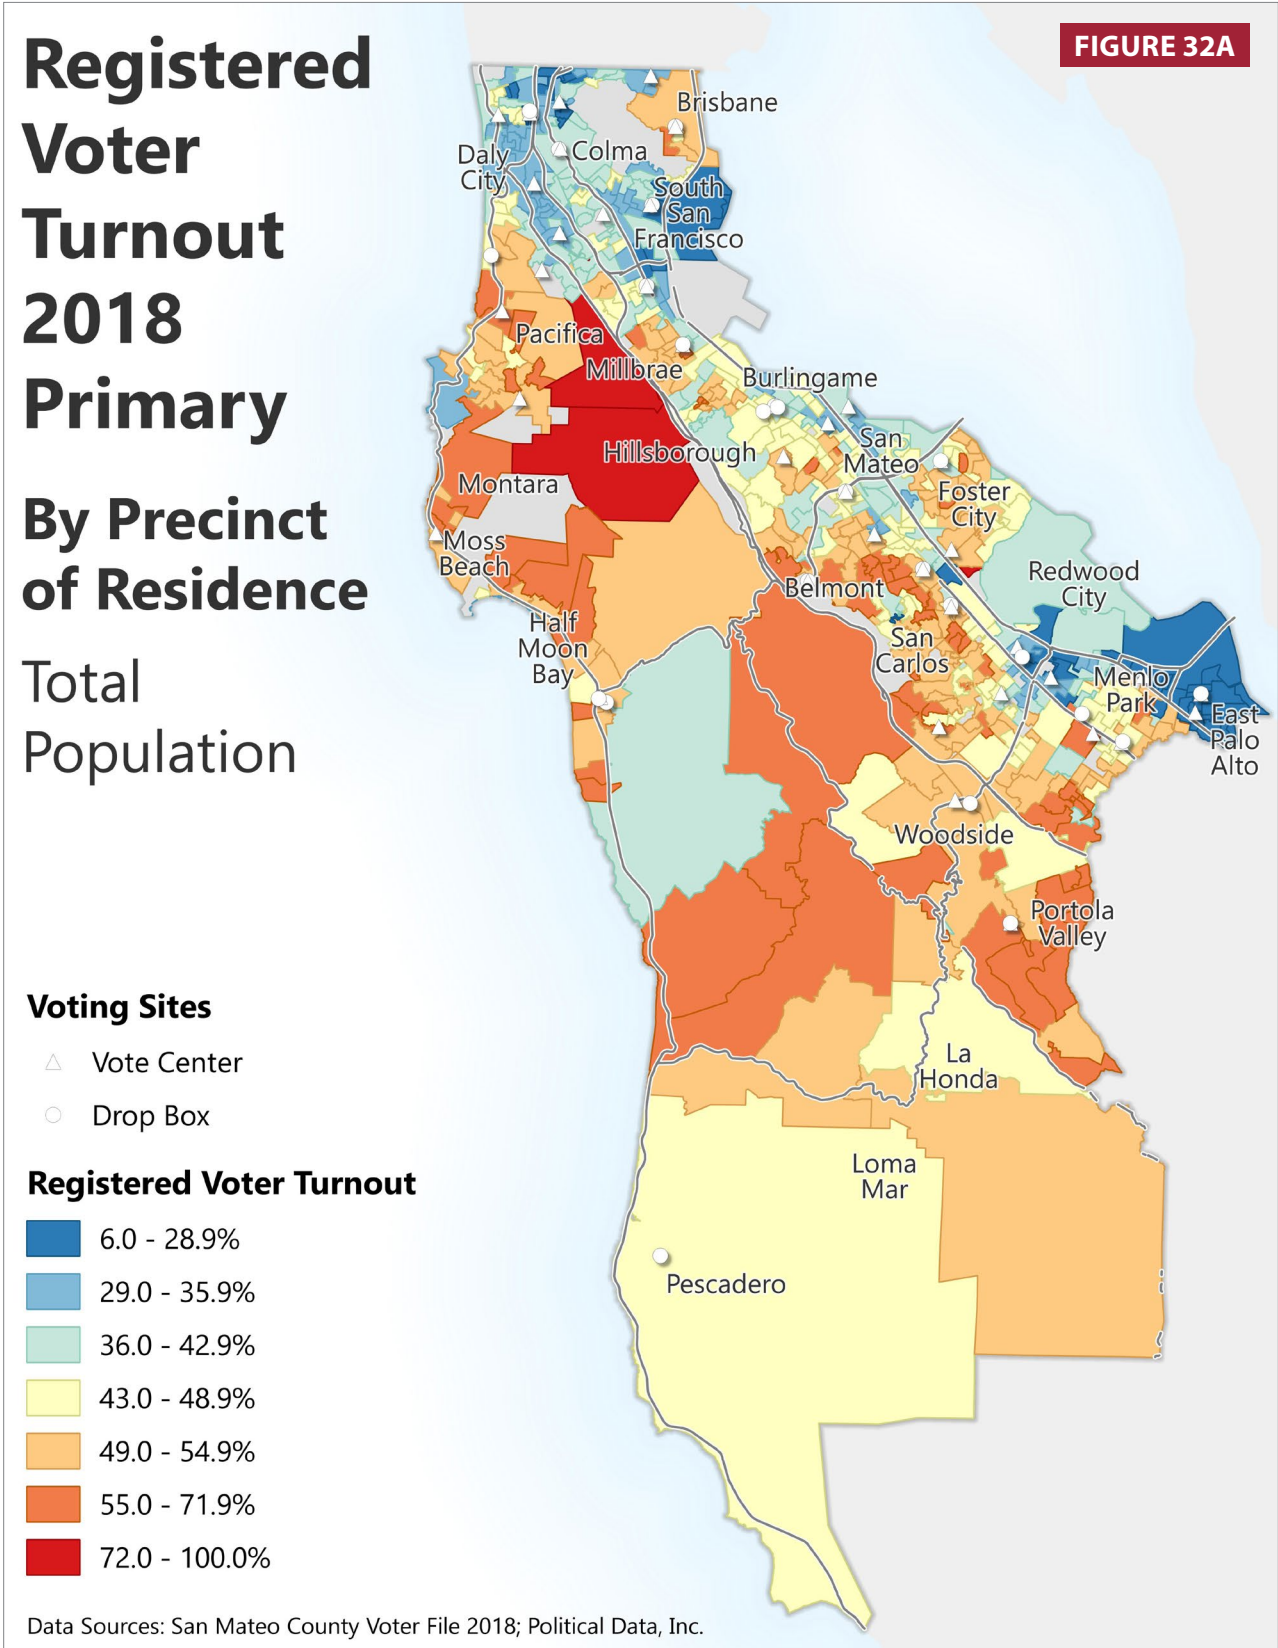 Registered
Voter
Turnout
2018
Primary
By Precinct
of Residence
Total
Population
FIGURE 32A
Brisbane
Daly
City
Colma
South
San
Francisco
Pacifica
Millbrae
Burlingame
Hillsborough
San
Mateo
Montara
Foster
City
Moss
Beach
Belmont
Redwood
City
Half
Moon
Bay
San
Carlos
Menlo
Park
East
Palo
Alto
Woodside
Portola
Valley
La
Honda
Loma
Mar
Pescadero
Voting Sites
Vote Center
Drop Box
Registered Voter Turnout
6.0 - 28.9%
29.0 - 35.9%
36.0 - 42.9%
43.0 - 48.9%
49.0 - 54.9%
55.0 - 71.9%
72.0 - 100.0%
Data Sources: San Mateo County Voter File 2018; Political Data, Inc.